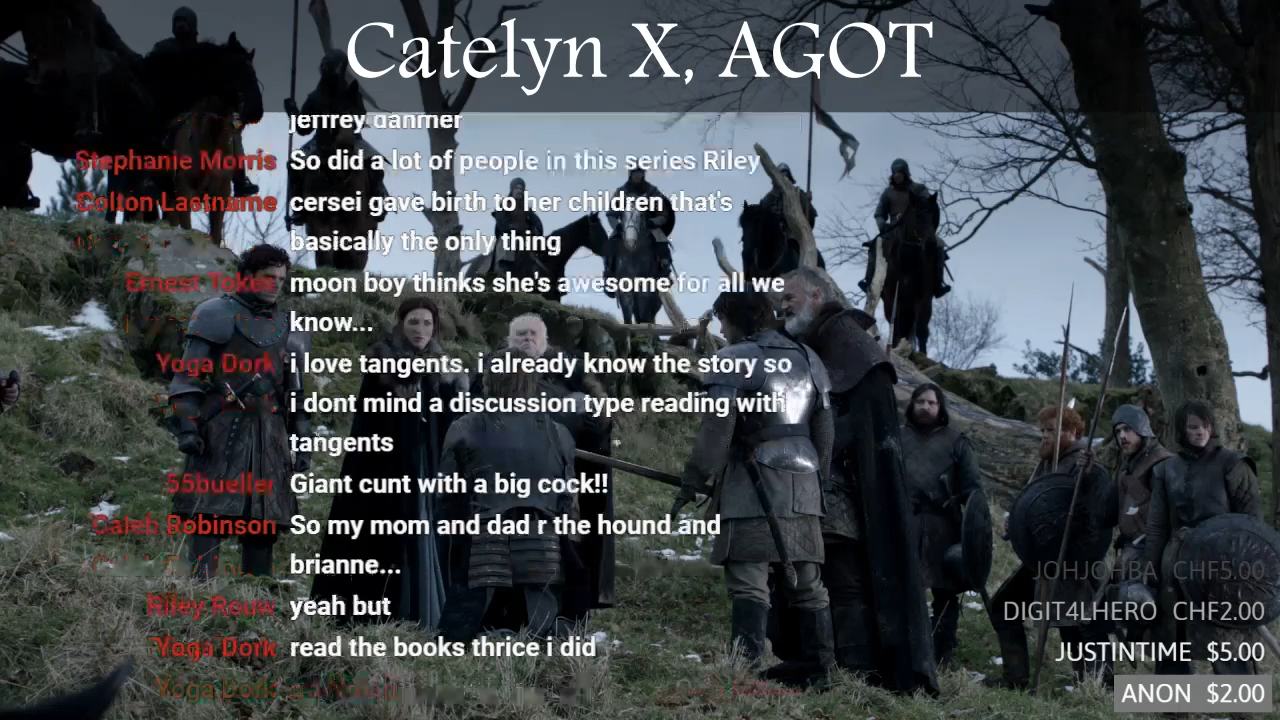 Catelyn X, AGOT
jeffrey dahmer
Stephanie Morris So did a lot of people in this series Riley
Colton Lastname cersei gave birth to her children that's
basically the only thing
Ernest Tokes moon boy thinks she's awesome for all we
know...
Yoga Dork i love tangents. i already know the story so
i dont mind a discussion type reading with
tangents
55bueller Giant cunt with a big cock!!
Caleb Robinson So my mom and dad r the hound and
brianne...
Riley Rouw yeah but
Yoga Dork read the books thrice i did
Yoga Dork
JOHJOHBA CHF5.00
DIGIT4LHERO CHF2.00
JUSTINTIME $5.00
ANON $2.00